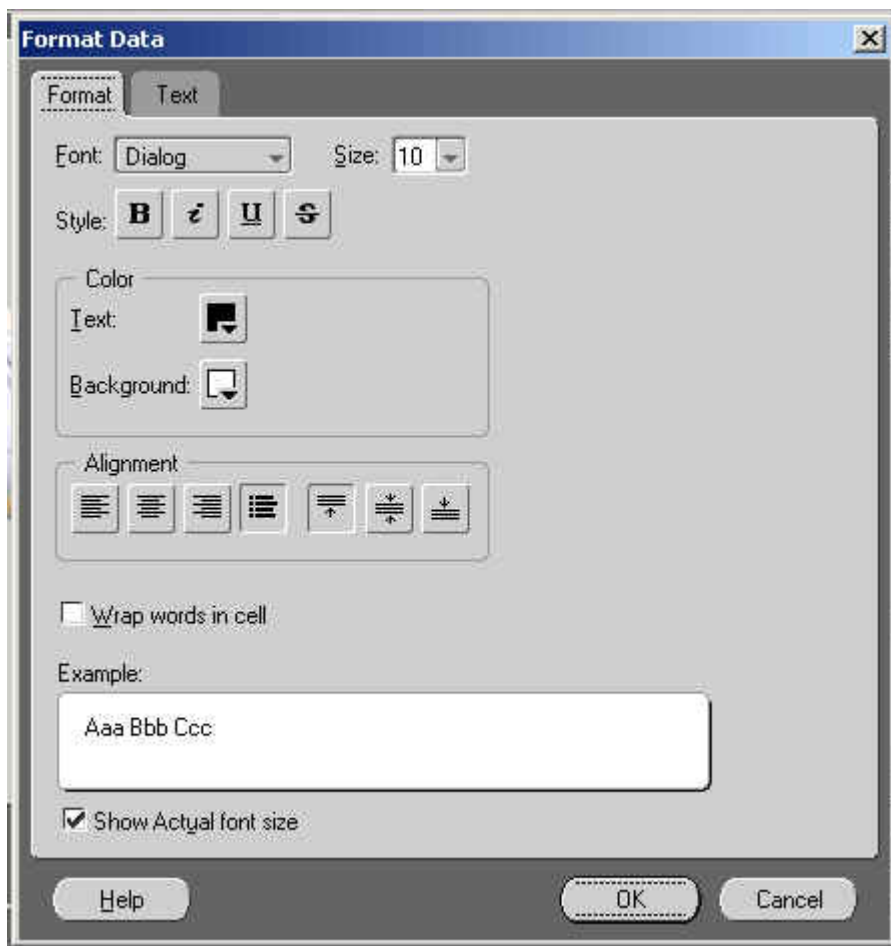 Format Data
Format Text
Font: Dialog Size: 10
Style: B i U S
Color
Text:
Background:
Alignment
Wrap words in cell
Example:
Aaa Bbb Ccc
Show Actual font size
Help OK Cancel